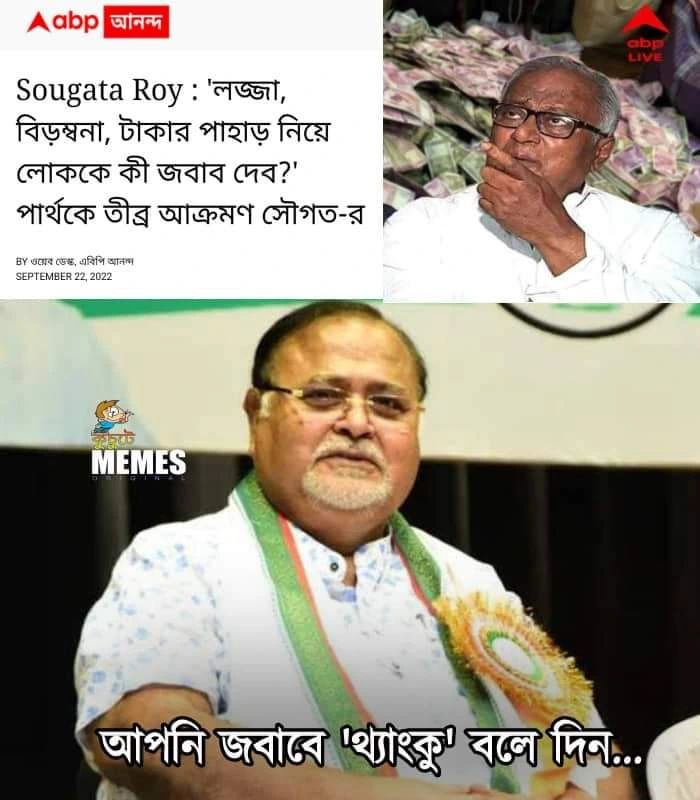 abp আনন্দ
abp
LIVE
Sougata Roy : 'লজ্জা,
বিড়ম্বনা, টাকার পাহাড় নিয়ে
লোককে কী জবাব দেব?'
পার্থকে তীব্র আক্রমণ সৌগত-র
BY ওয়েব ডেস্ক, এবিপি আনন্দ
SEPTEMBER 22, 2022
কুচুটে
MEMES
ORIGINAL
আপনি জবাবে 'থ্যাংকু' বলে দিন...